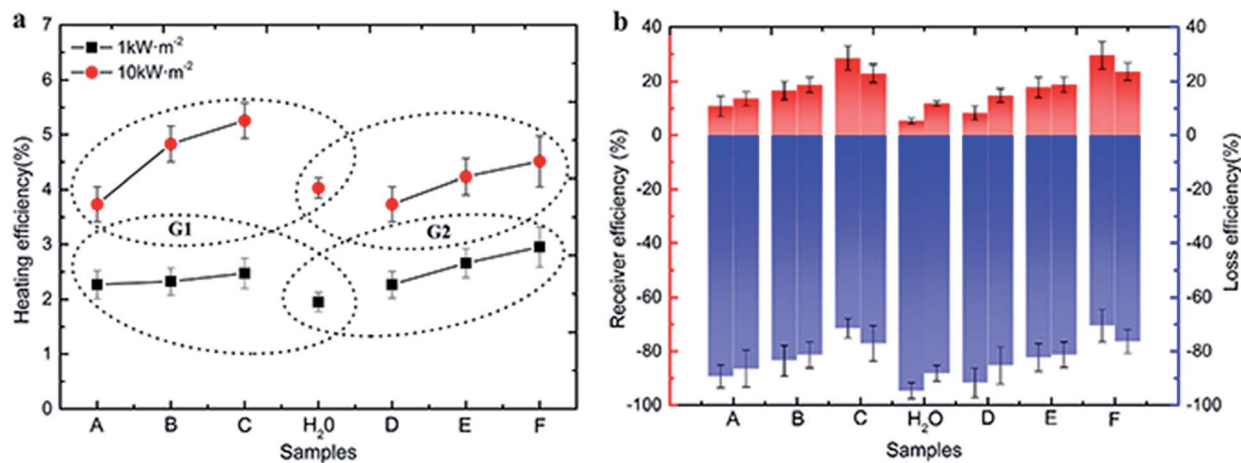 a
7
6
5
4
3
2
1
0
Heating efficiency(%)
1kW·m-2
10kW·m-2
G1
G2
A B C H20 D E F
Samples
b
40
20
0
-20
-40
-60
-80
-100
Receiver efficiency (%)
40
20
0
-20
-40
-60
-80
-100
Loss efficiency(%)
A B C H2O D E F
Samples